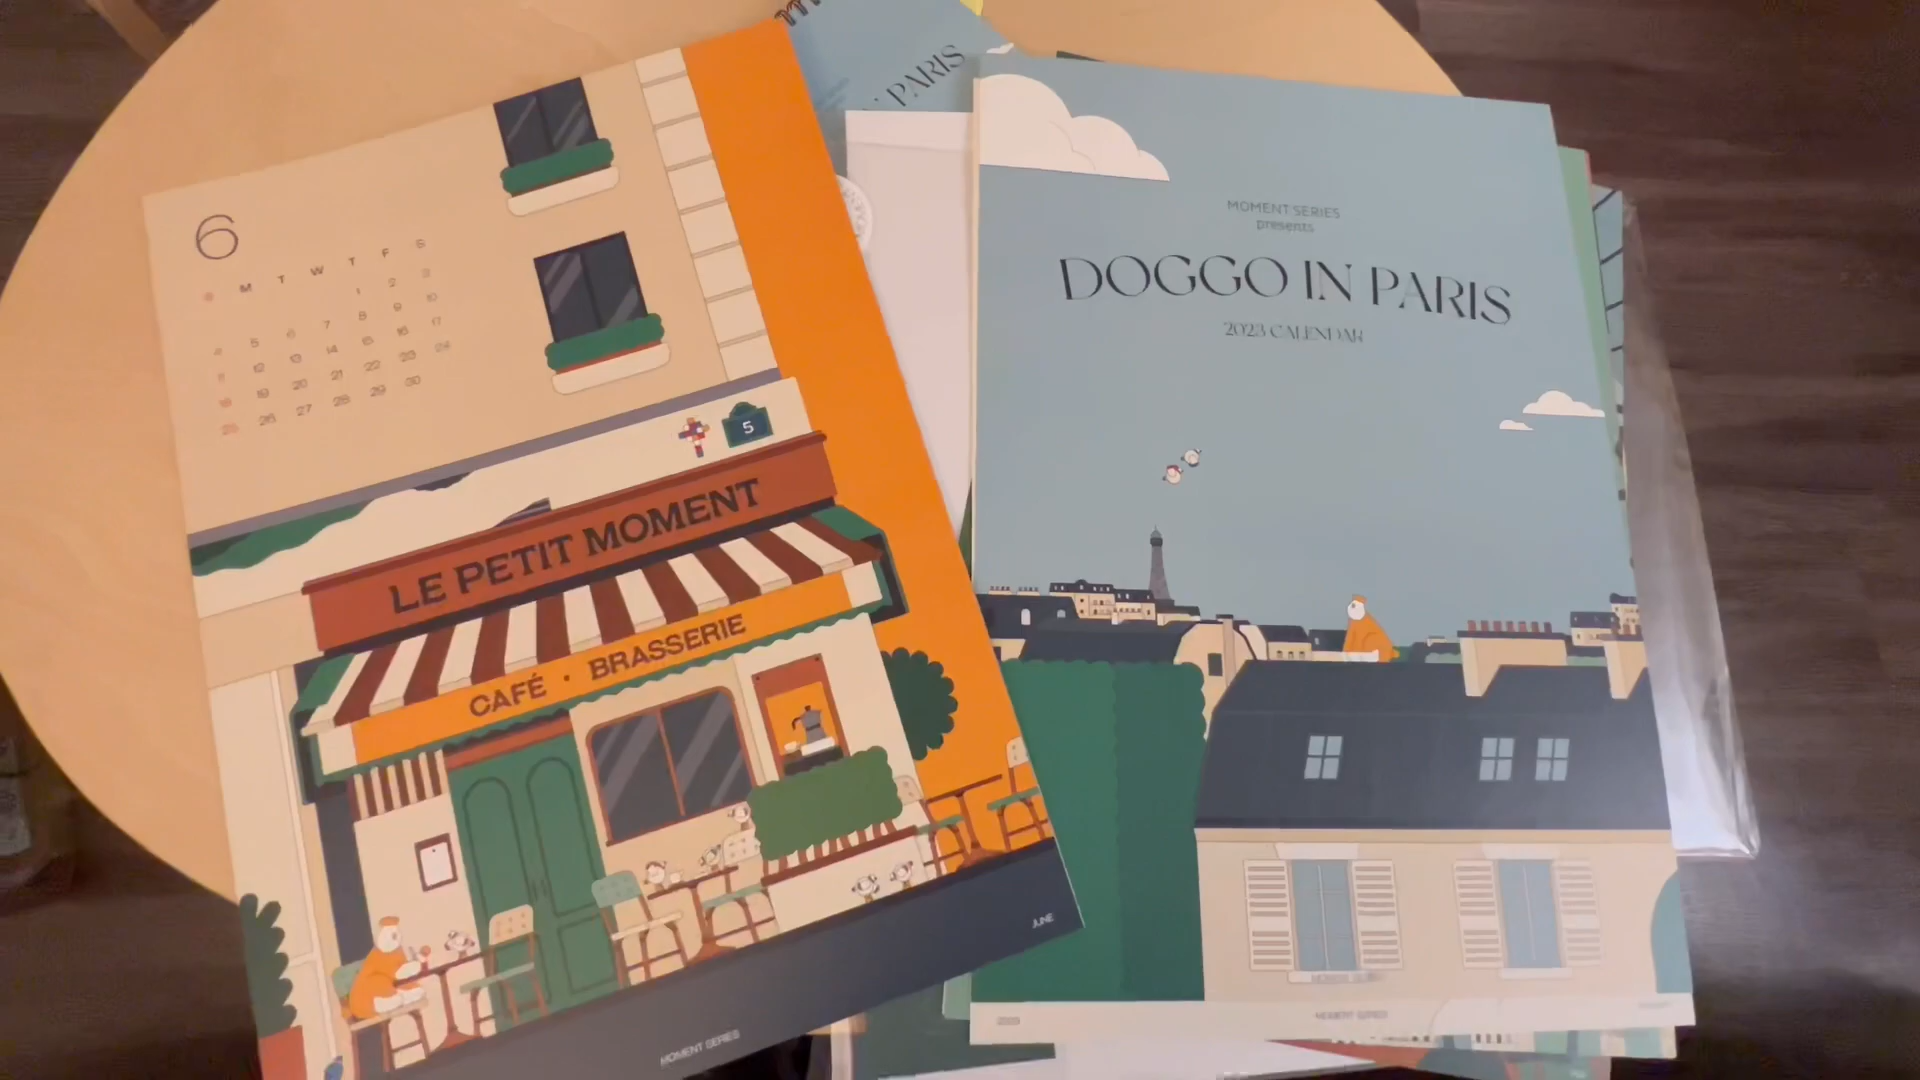 6
M T W T F S
1 2 3
4 5 6 7 8 9 10
11 12 13 14 15 16 17
18 19 20 21 22 23 24
25 26 27 28 29 30
5
LE PETIT MOMENT
CAFÉ · BRASSERIE
JUNE
MOMENT SERIES
PARIS
MOMENT SERIES
presents
DOGGO IN PARIS
2023 CALENDAR
2023
MOMENT SERIES